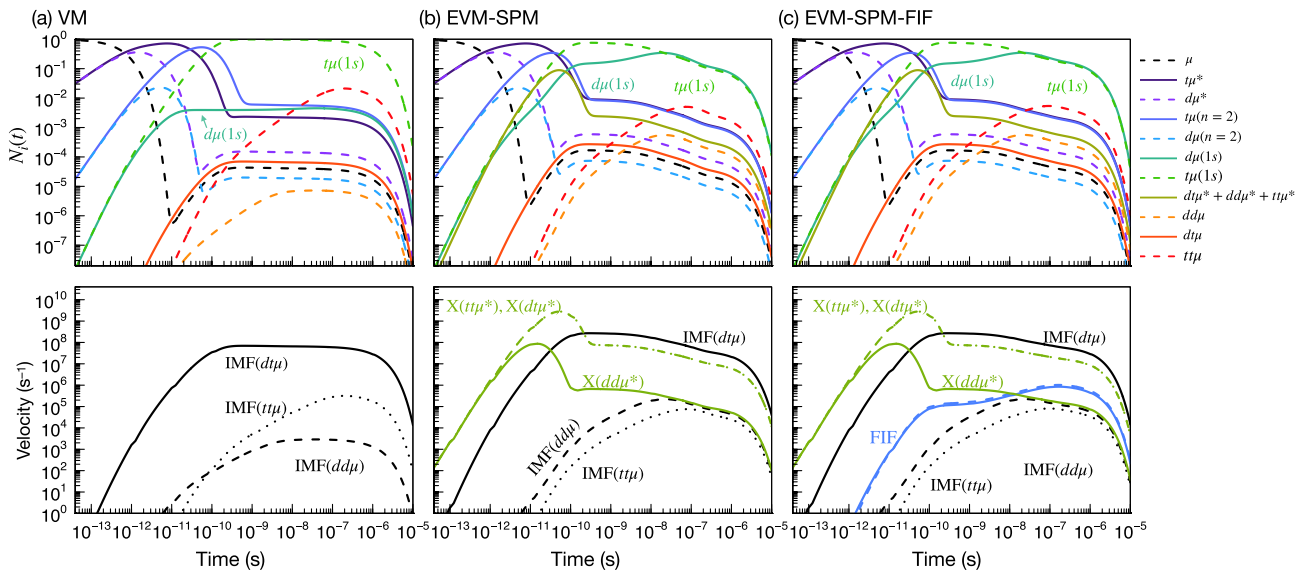 (a) VM
(b) EVM-SPM
(c) EVM-SPM-FIF
10^0
10^-1
10^-2
10^-3
10^-4
10^-5
10^-6
10^-7
N_i(t)
tμ(1s)
dμ(1s)
dμ(1s)
tμ(1s)
dμ(1s)
tμ(1s)
μ
tμ*
dμ*
tμ(n = 2)
dμ(n = 2)
dμ(1s)
tμ(1s)
dtμ* + ddμ* + ttμ*
ddμ
dtμ
ttμ
10^10
10^9
10^8
10^7
10^6
10^5
10^4
10^3
10^2
10^1
10^0
Velocity (s^-1)
IMF(dtμ)
IMF(ttμ)
IMF(ddμ)
X(ttμ*), X(dtμ*)
IMF(dtμ)
X(ddμ*)
IMF(ddμ)
IMF(ttμ)
X(ttμ*), X(dtμ*)
IMF(dtμ)
X(ddμ*)
FIF
IMF(ttμ)
IMF(ddμ)
10^-13 10^-12 10^-11 10^-10 10^-9 10^-8 10^-7 10^-6
10^-13 10^-12 10^-11 10^-10 10^-9 10^-8 10^-7 10^-6
10^-13 10^-12 10^-11 10^-10 10^-9 10^-8 10^-7 10^-6 10^-5
Time (s)
Time (s)
Time (s)